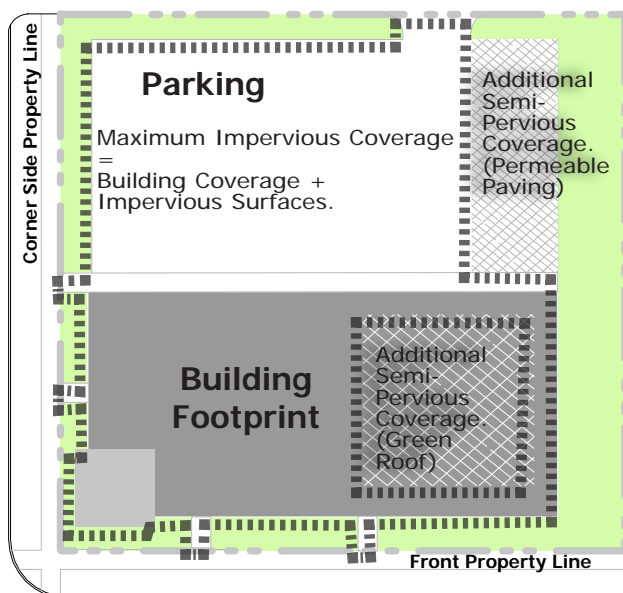 Corner Side Property Line
Parking
Maximum Impervious Coverage
=
Building Coverage +
Impervious Surfaces.
Additional
Semi-
Pervious
Coverage.
(Permeable
Paving)
Building
Footprint
Additional
Semi-
Pervious
Coverage.
(Green
Roof)
Front Property Line